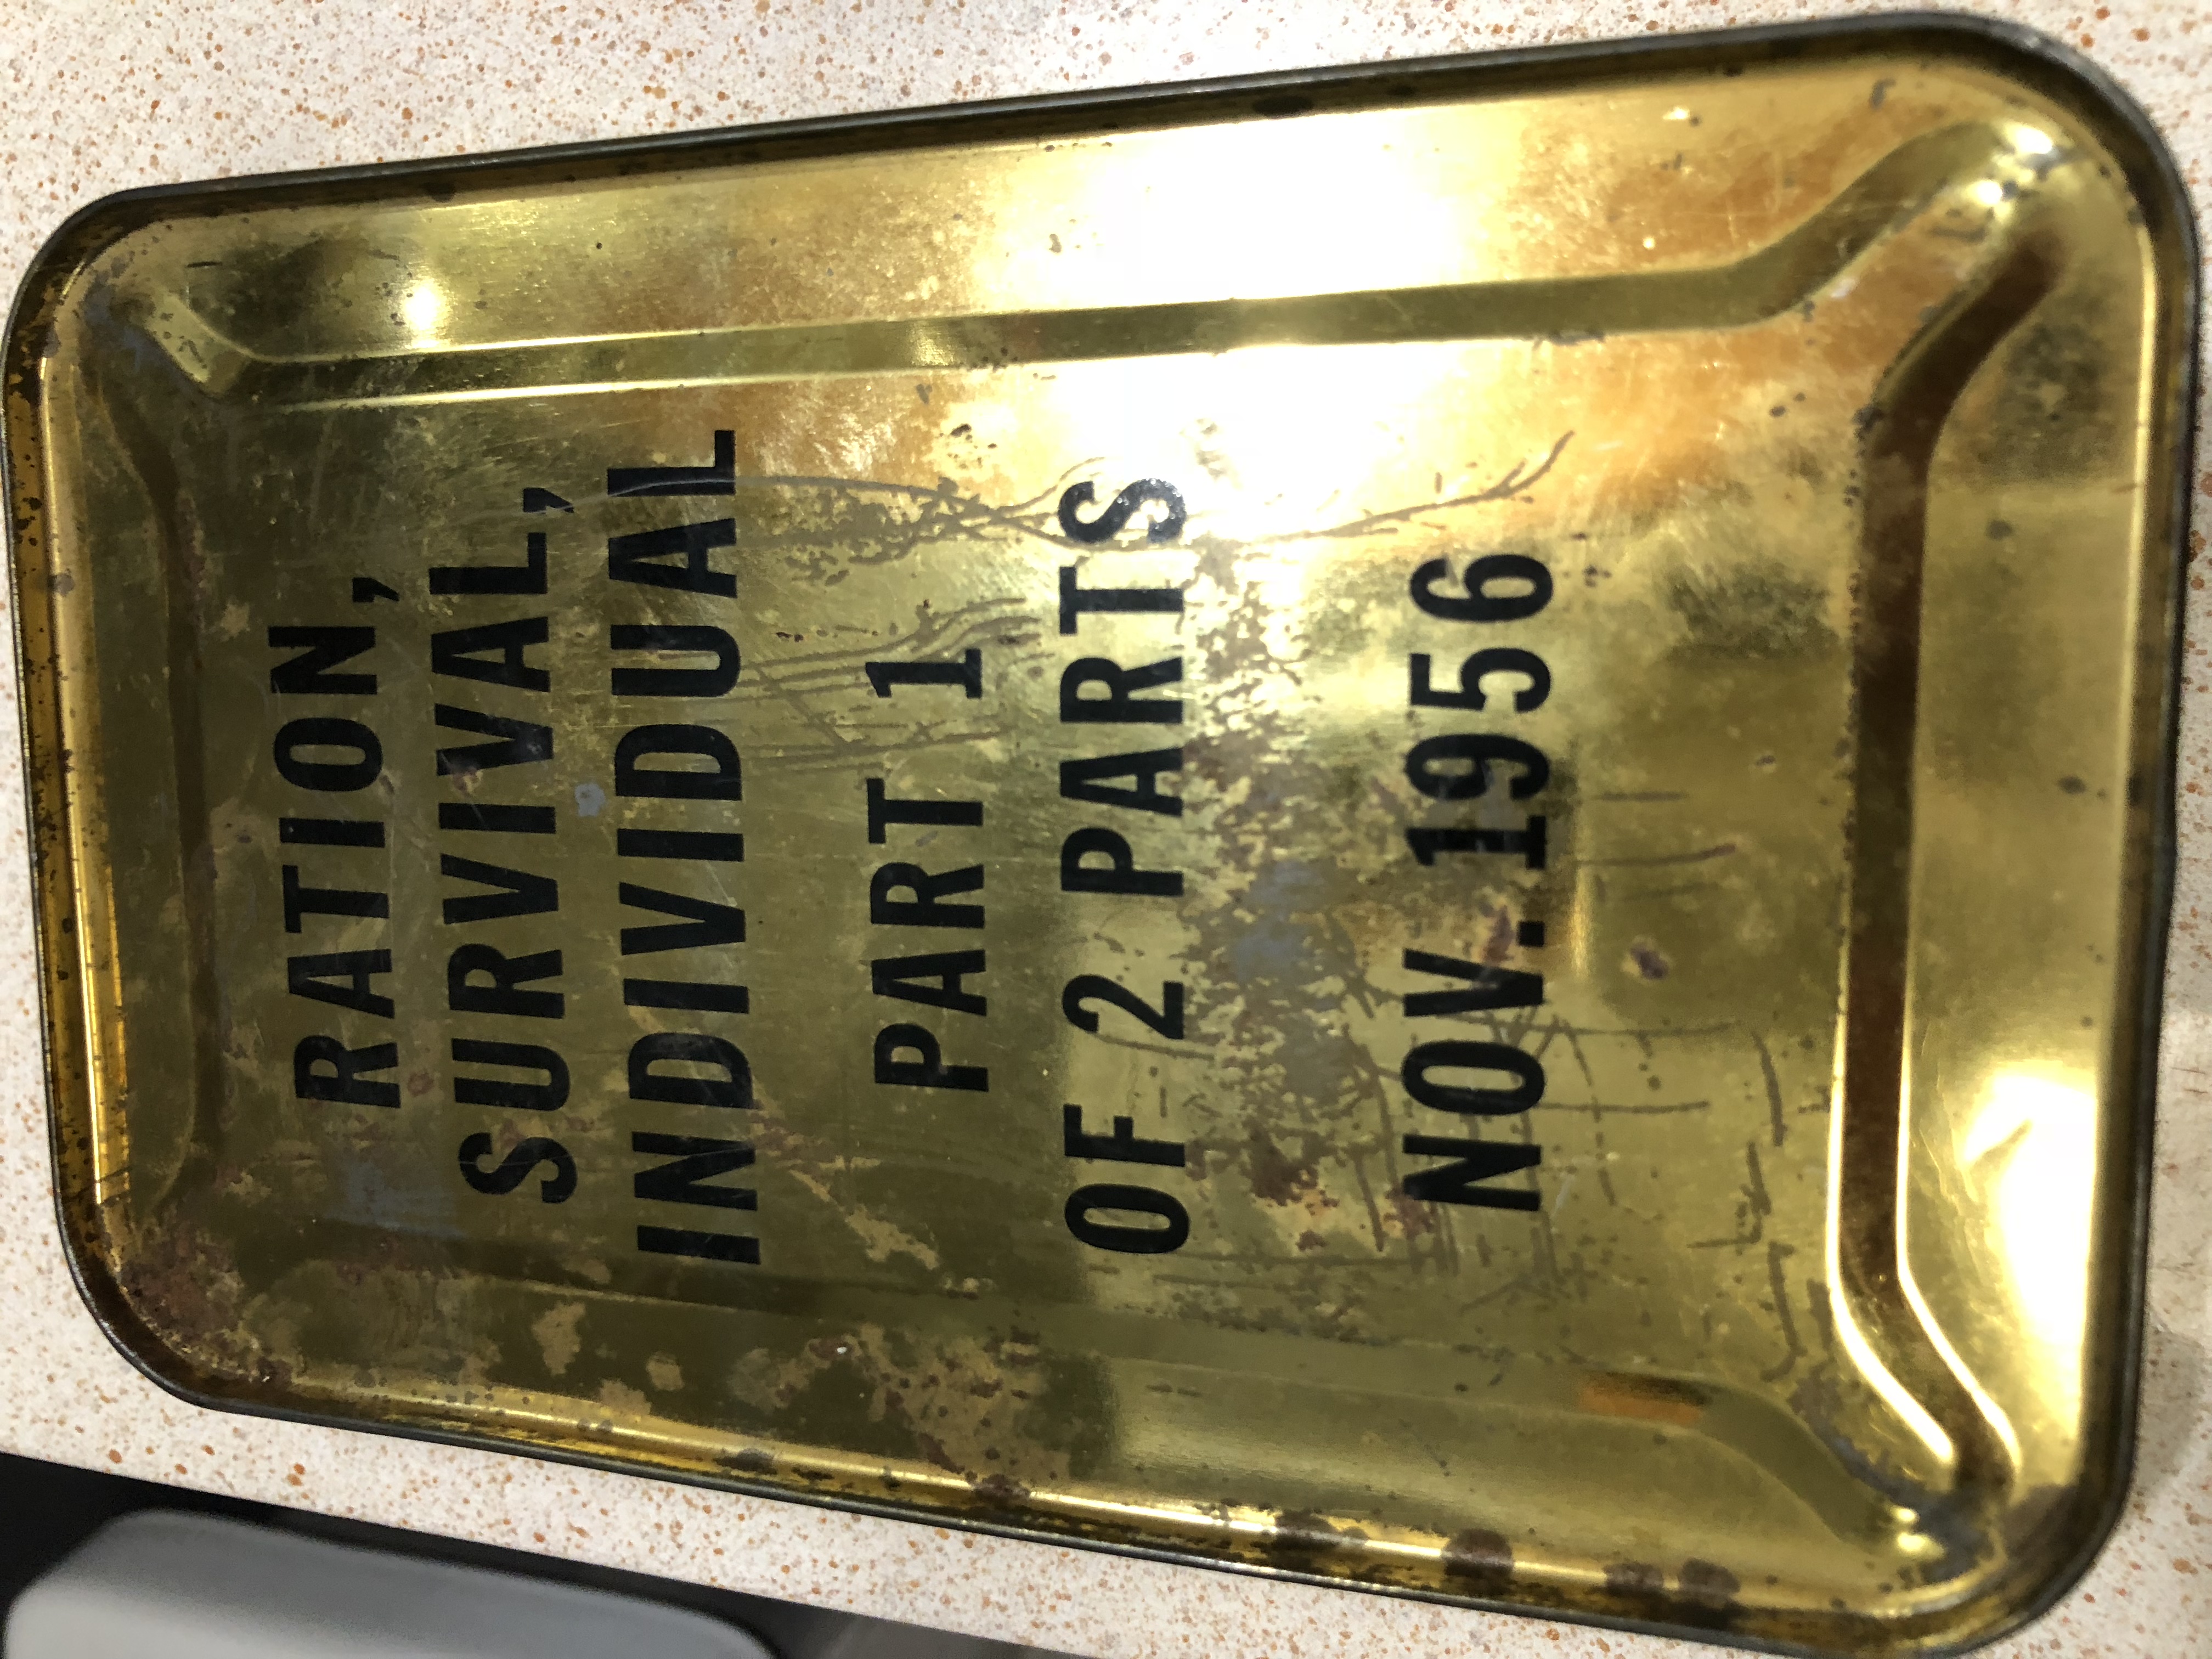 RATION,
SURVIVAL,
INDIVIDUAL
PART 1
OF 2 PARTS
NOV. 1956